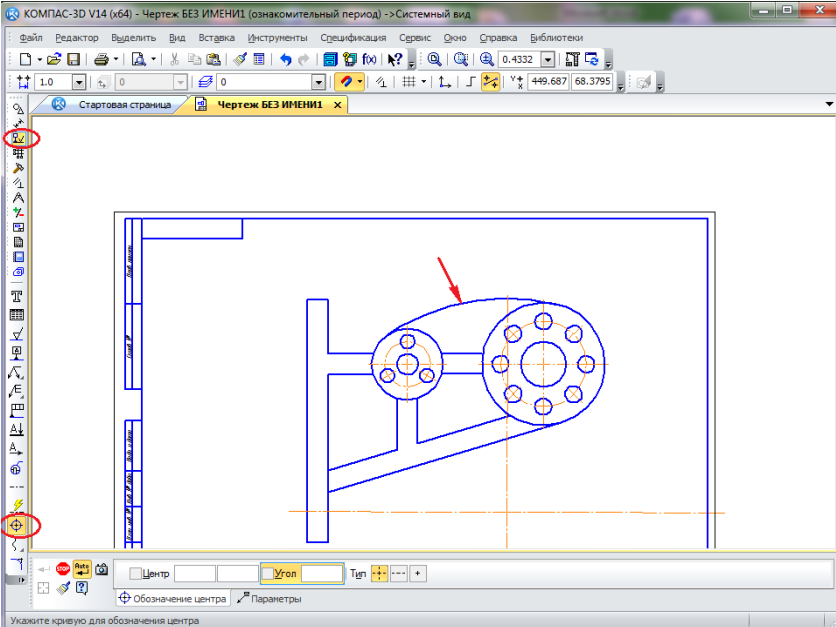 КОМПАС-3D V14 (x64) - Чертеж БЕЗ ИМЕНИ1 (ознакомительный период) ->Системный вид
Файл Редактор Выделить Вид Вставка Инструменты Спецификация Сервис Окно Справка Библиотеки
f(x) 0.4332
1.0 0 0 449.687 68.3795
Стартовая страница Чертеж БЕЗ ИМЕНИ1
Auto Центр Угол Тип
STOP
Обозначение центра Параметры
Укажите кривую для обозначения центра